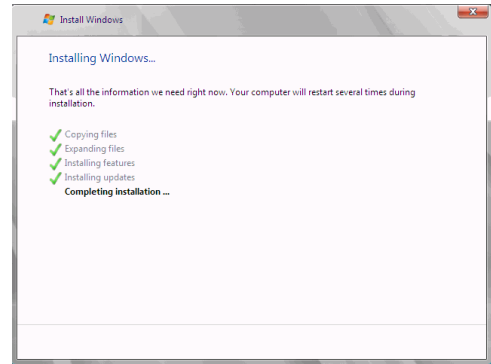 Install Windows
Installing Windows...
That's all the information we need right now. Your computer will restart several times during
installation.
Copying files
Expanding files
Installing features
Installing updates
Completing installation ...